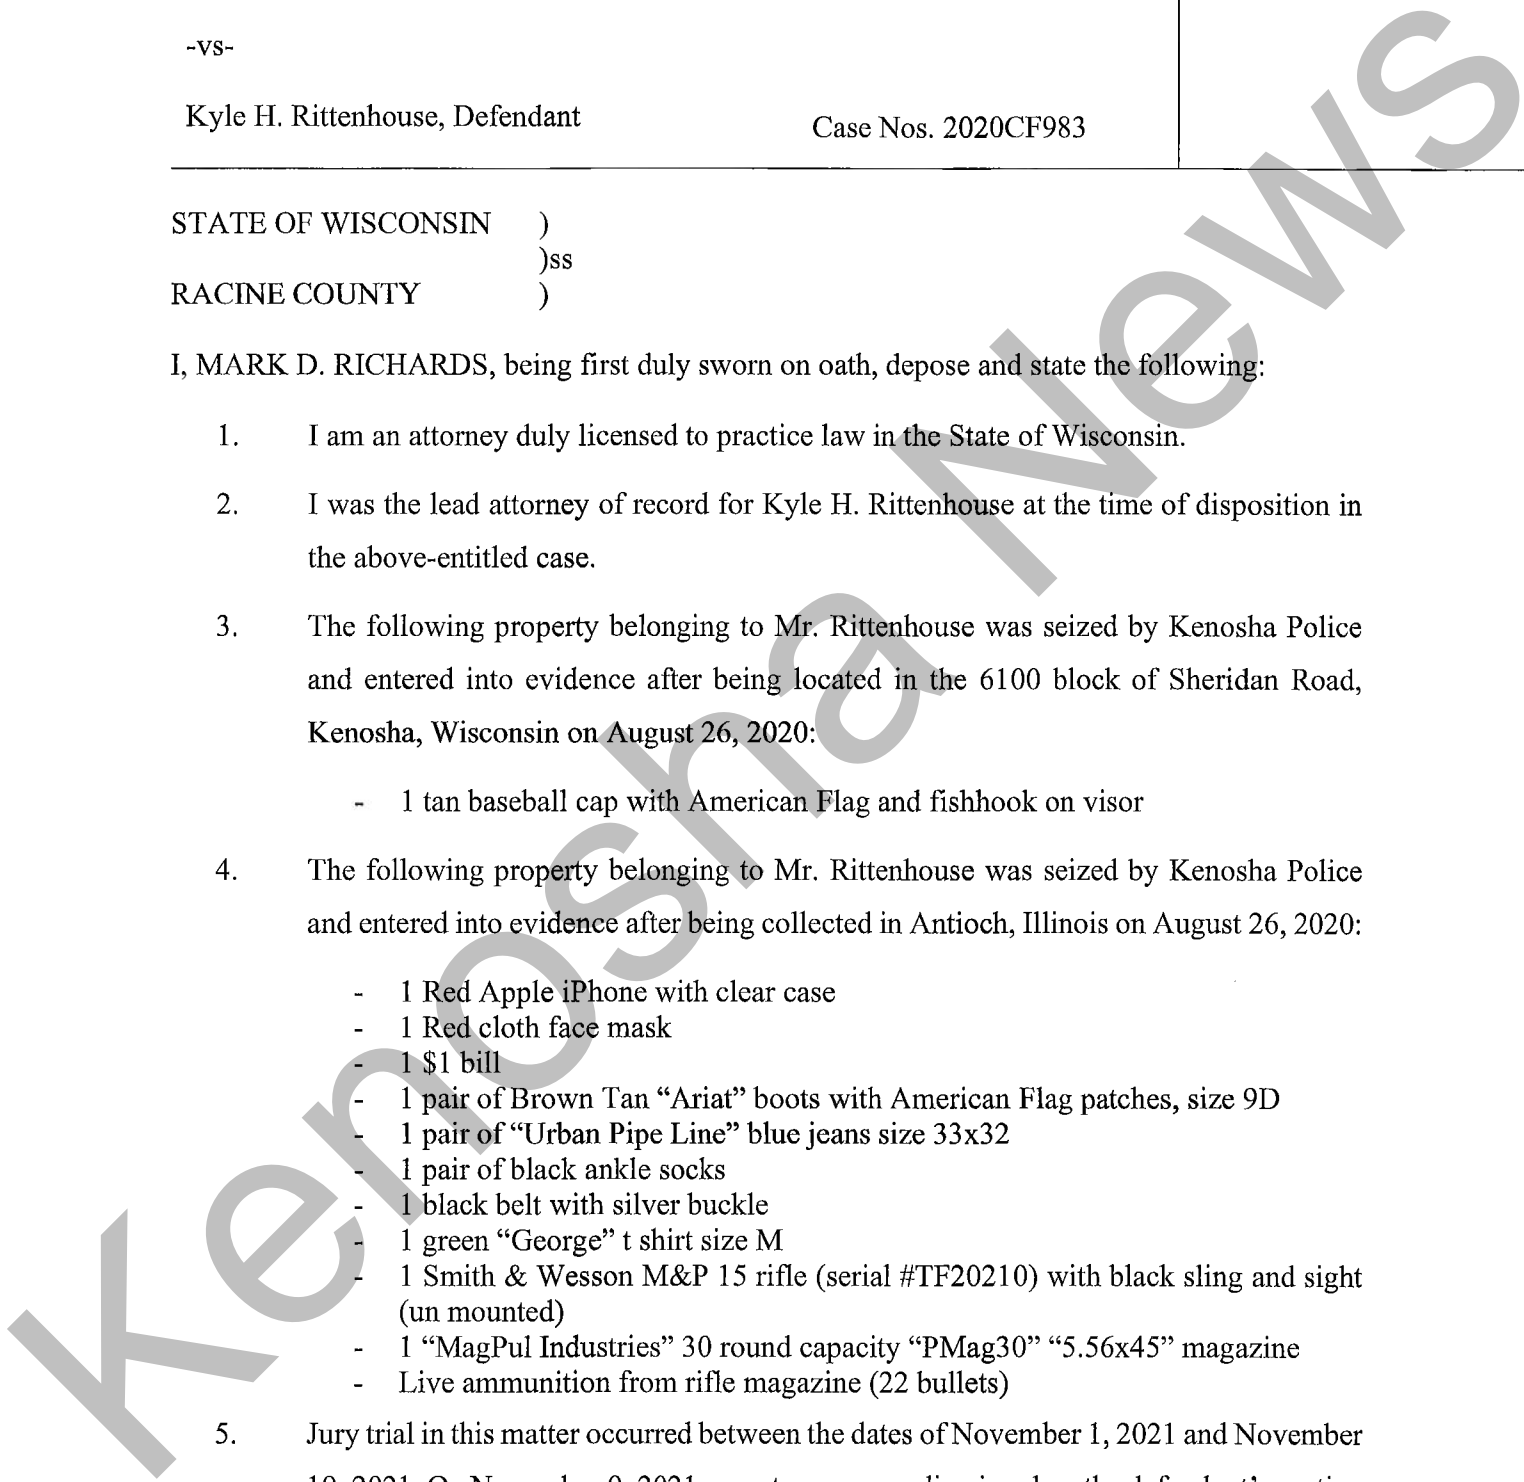 -vs-
Kyle H. Rittenhouse, Defendant
Case Nos. 2020CF983
STATE OF WISCONSIN )
)ss
RACINE COUNTY )
I, MARK D. RICHARDS, being first duly sworn on oath, depose and state the following:
1. I am an attorney duly licensed to practice law in the State of Wisconsin.
2. I was the lead attorney of record for Kyle H. Rittenhouse at the time of disposition in
the above-entitled case.
3. The following property belonging to Mr. Rittenhouse was seized by Kenosha Police
and entered into evidence after being located in the 6100 block of Sheridan Road,
Kenosha, Wisconsin on August 26, 2020:
- 1 tan baseball cap with American Flag and fishhook on visor
4. The following property belonging to Mr. Rittenhouse was seized by Kenosha Police
and entered into evidence after being collected in Antioch, Illinois on August 26, 2020:
- 1 Red Apple iPhone with clear case
- 1 Red cloth face mask
- 1 $1 bill
- 1 pair of Brown Tan “Ariat” boots with American Flag patches, size 9D
- 1 pair of “Urban Pipe Line” blue jeans size 33x32
- 1 pair of black ankle socks
- 1 black belt with silver buckle
- 1 green “George” t shirt size M
- 1 Smith & Wesson M&P 15 rifle (serial #TF20210) with black sling and sight
(un mounted)
- 1 “MagPul Industries” 30 round capacity “PMag30” “5.56x45” magazine
- Live ammunition from rifle magazine (22 bullets)
5. Jury trial in this matter occurred between the dates of November 1, 2021 and November
Kenosha News